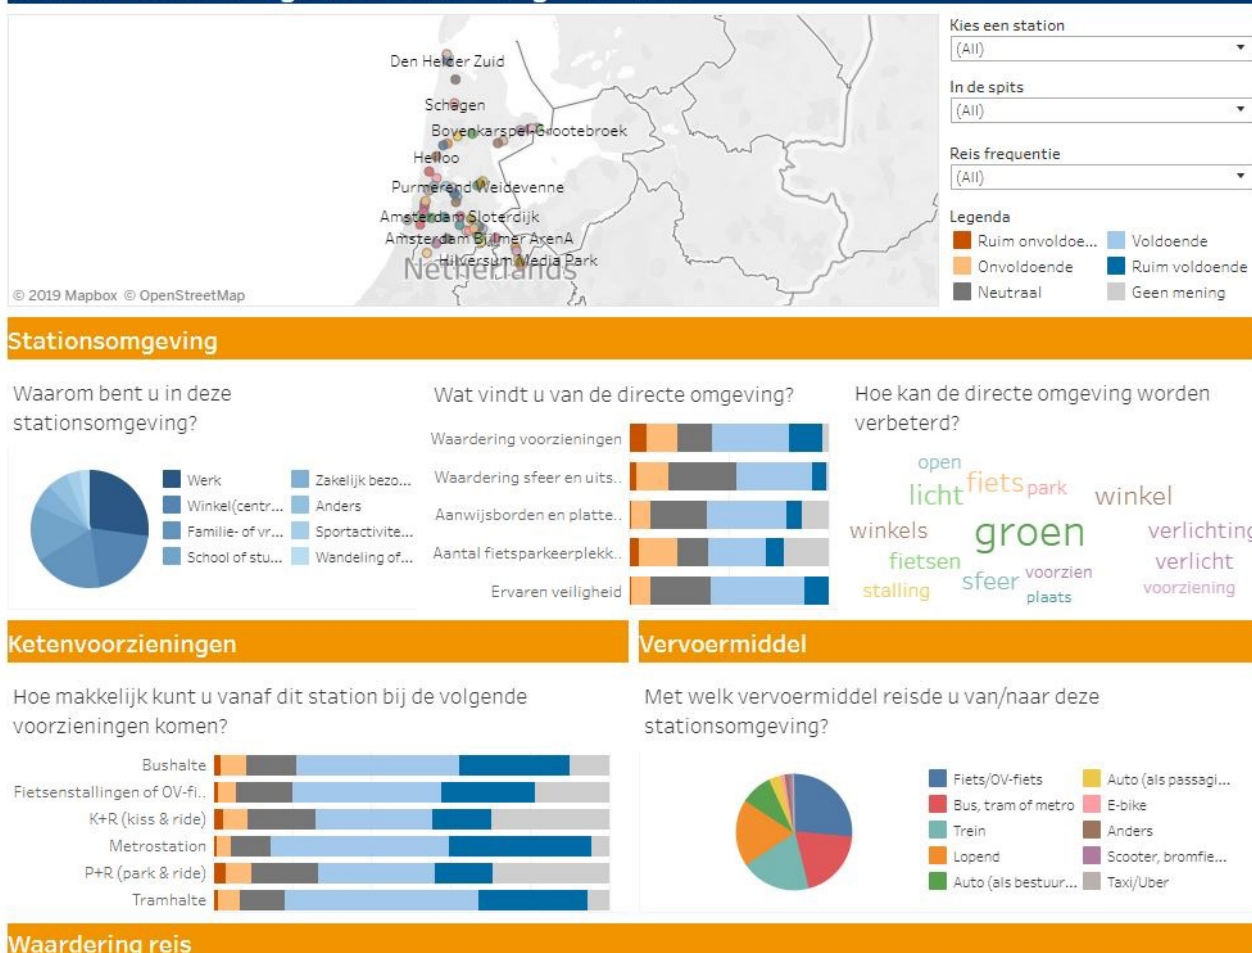 Den Helder Zuid
Schagen
Bovenkarspel-Grootebroek
Heiloo
Purmerend Weidevenne
Amsterdam Sloterdijk
Amsterdam Bijlmer ArenA
Hilversum Media Park
Netherlands
© 2019 Mapbox © OpenStreetMap
Kies een station
(All)
In de spits
(All)
Reis frequentie
(All)
Legenda
Ruim onvoldoe...
Voldoende
Onvoldoende
Ruim voldoende
Neutraal
Geen mening
Stationsomgeving
Waarom bent u in deze
stationsomgeving?
Werk
Zakelijk bezo...
Winkel(centr...
Anders
Familie- of vr...
Sportactivite...
School of stu...
Wandeling of...
Wat vindt u van de directe omgeving?
Waardering voorzieningen
Waardering sfeer en uits..
Aanwijsborden en platte..
Aantal fietsparkeerplekk..
Ervaren veiligheid
Hoe kan de directe omgeving worden
verbeterd?
open
licht
fiets
park
winkel
winkels
groen
verlichting
fietsen
sfeer
voorzien
verlicht
stalling
plaats
voorziening
Ketenvoorzieningen
Hoe makkelijk kunt u vanaf dit station bij de volgende
voorzieningen komen?
Bushalte
Fietsenstallingen of OV-fi..
K+R (kiss & ride)
Metrostation
P+R (park & ride)
Tramhalte
Vervoermiddel
Met welk vervoermiddel reisde u van/naar deze
stationsomgeving?
Fiets/OV-fiets
Auto (als passagi...
Bus, tram of metro
E-bike
Trein
Anders
Lopend
Scooter, bromfie...
Auto (als bestuur...
Taxi/Uber
Waardering reis